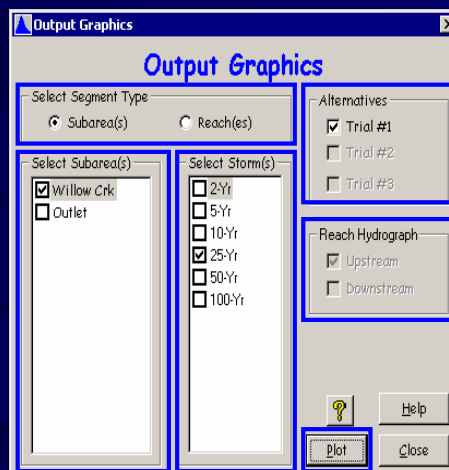 Output Graphics
Output Graphics
Select Segment Type
Subarea(s)
Reach(es)
Alternatives
Trial #1
Trial #2
Trial #3
Select Subarea(s)
Willow Crk
Outlet
Select Storm(s)
2-Yr
5-Yr
10-Yr
25-Yr
50-Yr
100-Yr
Reach Hydrograph
Upstream
Downstream
?
Help
Plot
Close